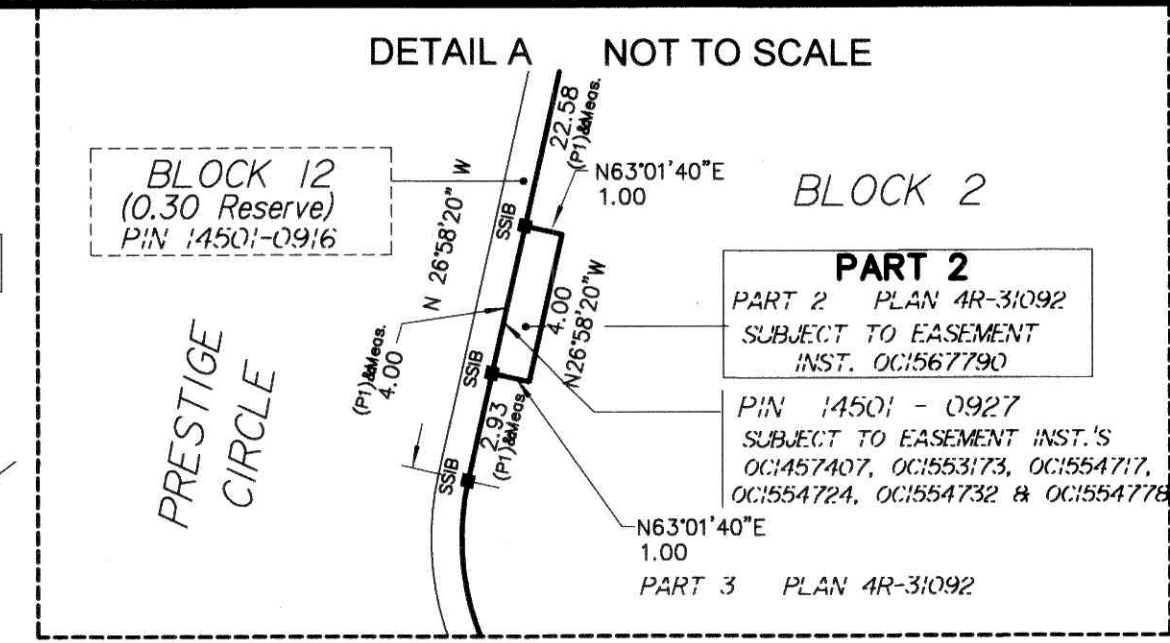 DETAIL A NOT TO SCALE
22.58
(P1)&Meas.
N63°01'40"E
1.00
BLOCK 12
(0.30 Reserve)
PIN 14501-0916
BLOCK 2
SSIB
N 26°58'20" W
PART 2
PART 2 PLAN 4R-31092
SUBJECT TO EASEMENT
INST. OC1567790
4.00
N26°58'20"W
(P1)&Meas.
4.00
PRESTIGE
CIRCLE
SSIB
PIN 14501 - 0927
SUBJECT TO EASEMENT INST.'S
OC1457407, OC1553173, OC1554717,
OC1554724, OC1554732 & OC1554778
2.93
(P1)&Meas.
SSIB
N63°01'40"E
1.00
PART 3 PLAN 4R-31092